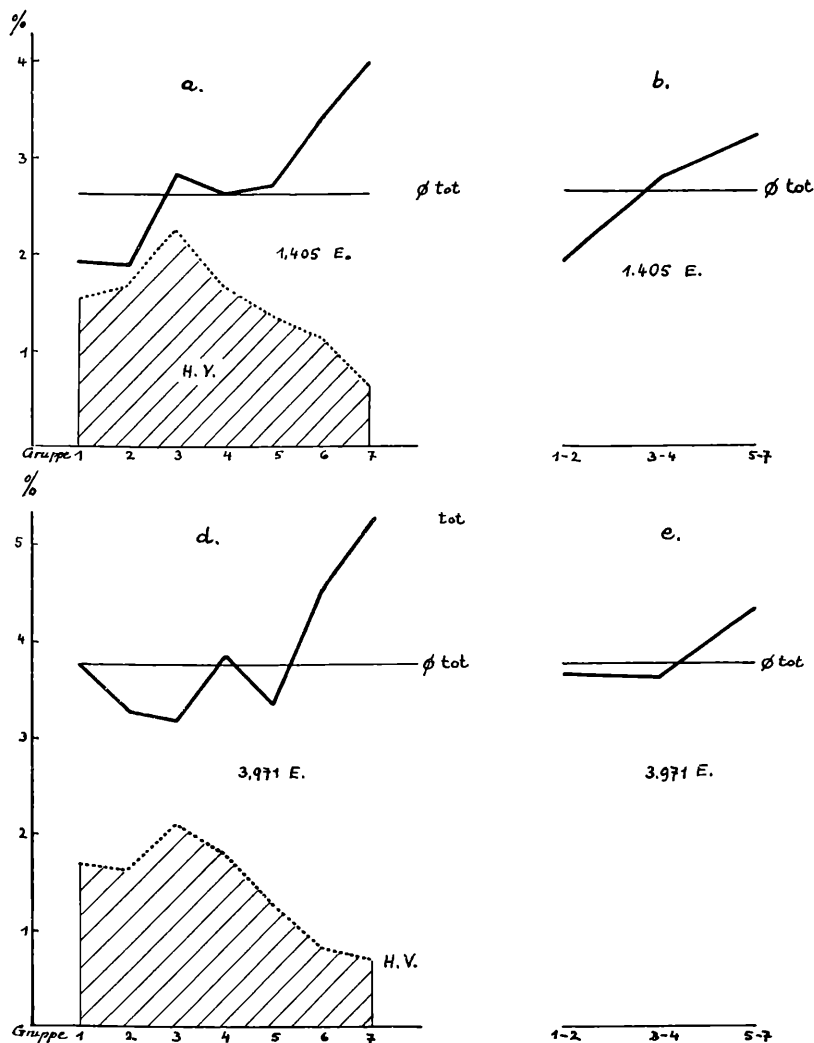 %
4
a.
b.
3
ø tot
ø tot
2
1,405 E.
1.405 E.
1
H.V.
Gruppe 1 2 3 4 5 6 7
1-2 3-4 5-7
%
tot
5
d.
e.
4
ø tot
ø tot
3
3,971 E.
3.971 E.
2
1
H.V.
Gruppe 1 2. 3 4 5 6 7
1-2 3-4 5-7